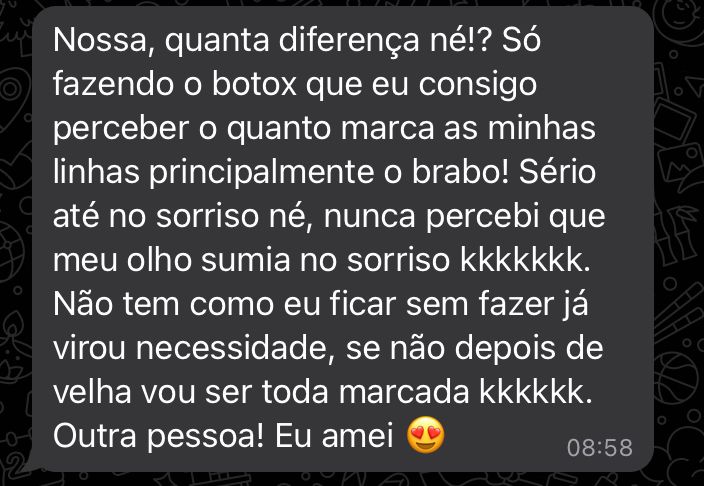 Nossa, quanta diferença né!? Só
fazendo o botox que eu consigo
perceber o quanto marca as minhas
linhas principalmente o brabo! Sério
até no sorriso né, nunca percebi que
meu olho sumia no sorriso kkkkkkk.
Não tem como eu ficar sem fazer já
virou necessidade, se não depois de
velha vou ser toda marcada kkkkkk.
Outra pessoa! Eu amei 😍
08:58